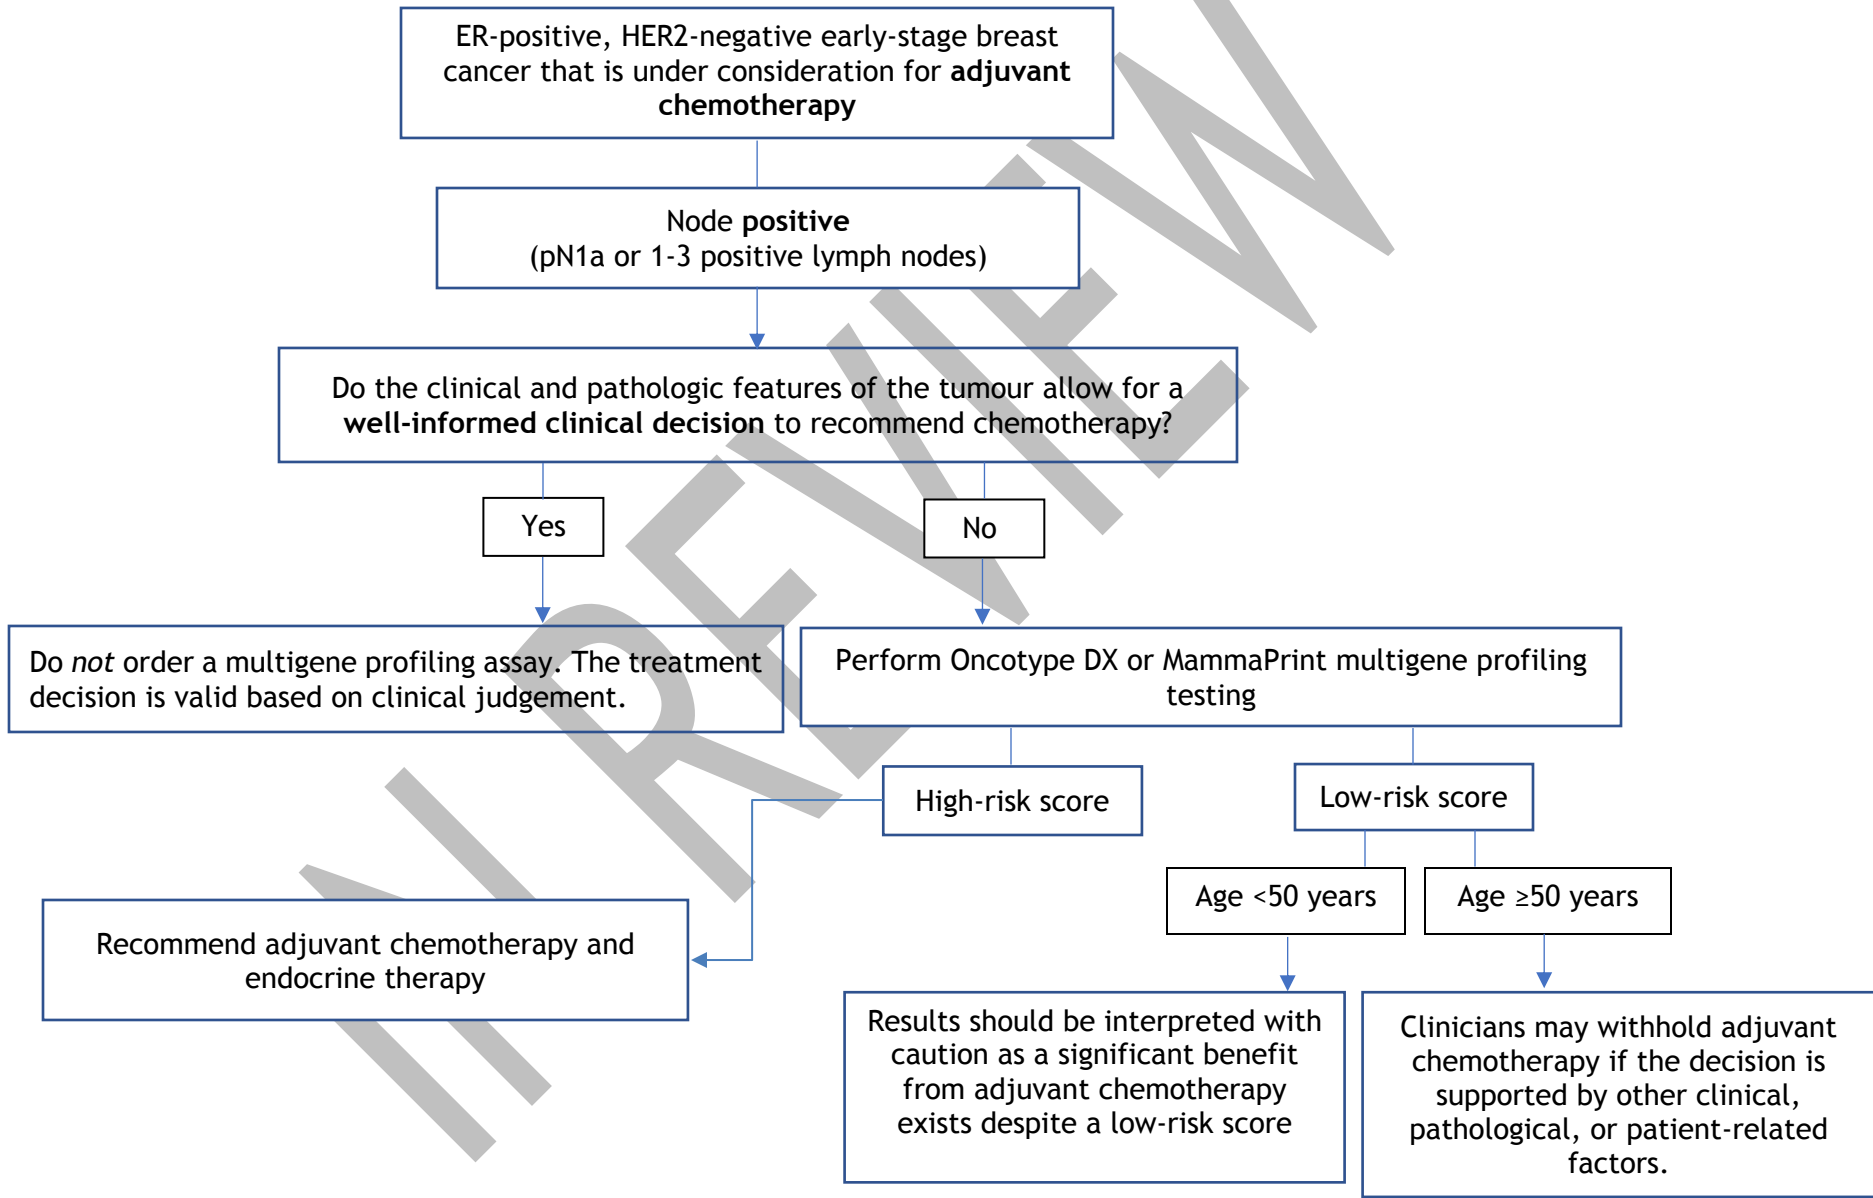 ER-positive, HER2-negative early-stage breast
cancer that is under consideration for adjuvant
chemotherapy
Node positive
(pN1a or 1-3 positive lymph nodes)
Do the clinical and pathologic features of the tumour allow for a
well-informed clinical decision to recommend chemotherapy?
Yes
No
Do not order a multigene profiling assay. The treatment
decision is valid based on clinical judgement.
Perform Oncotype DX or MammaPrint multigene profiling
testing
High-risk score
Low-risk score
Age <50 years
Age ≥50 years
Recommend adjuvant chemotherapy and
endocrine therapy
Results should be interpreted with
caution as a significant benefit
from adjuvant chemotherapy
exists despite a low-risk score
Clinicians may withhold adjuvant
chemotherapy if the decision is
supported by other clinical,
pathological, or patient-related
factors.
IN REVIEW